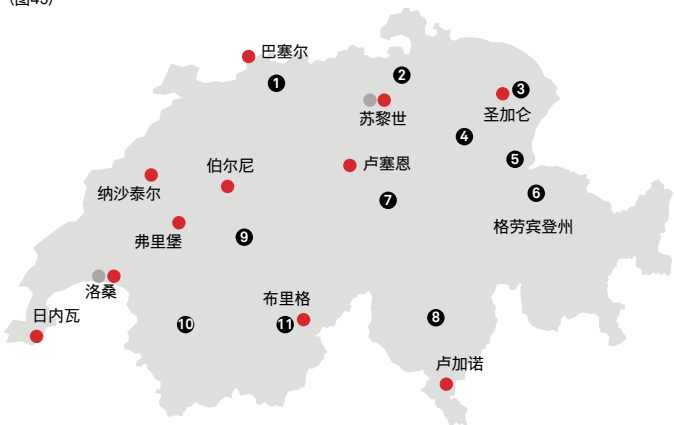 (图43)
巴塞尔
2
1
3
苏黎世
圣加仑
4
伯尔尼
卢塞恩
5
纳沙泰尔
6
7
弗里堡
格劳宾登州
9
洛桑
布里格
日内瓦
10
11
8
卢加诺